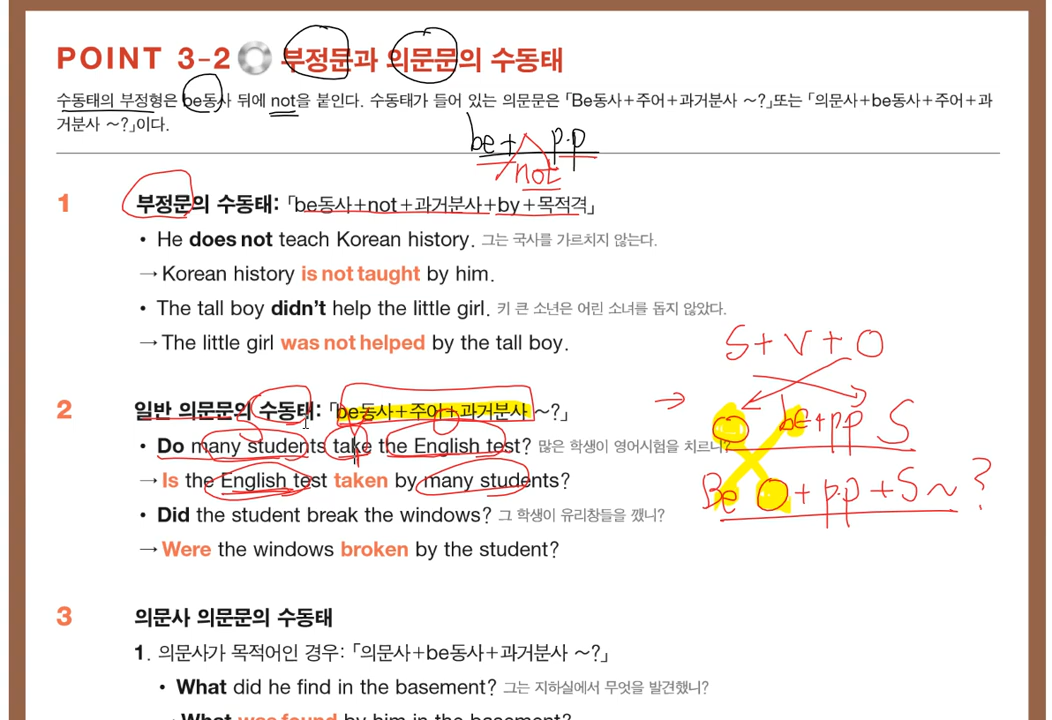 POINT 3-2 부정문과 의문문의 수동태
수동태의 부정형은 be동사 뒤에 not을 붙인다. 수동태가 들어 있는 의문문은 「Be동사+주어+과거분사 ~?」또는 「의문사+be동사+주어+과
거분사 ~?」이다.
be + p.p
not
1 부정문의 수동태: 「be동사+not+과거분사+by+목적격」
• He does not teach Korean history. 그는 국사를 가르치지 않는다.
→ Korean history is not taught by him.
• The tall boy didn't help the little girl. 키 큰 소년은 어린 소녀를 돕지 않았다.
→ The little girl was not helped by the tall boy.
S + V + O
→ O be+pp S
Be O + p.p + S ~ ?
2 일반 의문문의 수동태: 「be동사+주어+과거분사 ~?」
• Do many students take the English test? 많은 학생이 영어시험을 치르니?
→ Is the English test taken by many students?
• Did the student break the windows? 그 학생이 유리창들을 깼니?
→ Were the windows broken by the student?
3 의문사 의문문의 수동태
1. 의문사가 목적어인 경우: 「의문사+be동사+과거분사 ~?」
• What did he find in the basement? 그는 지하실에서 무엇을 발견했니?
→ What was found by him in the basement?